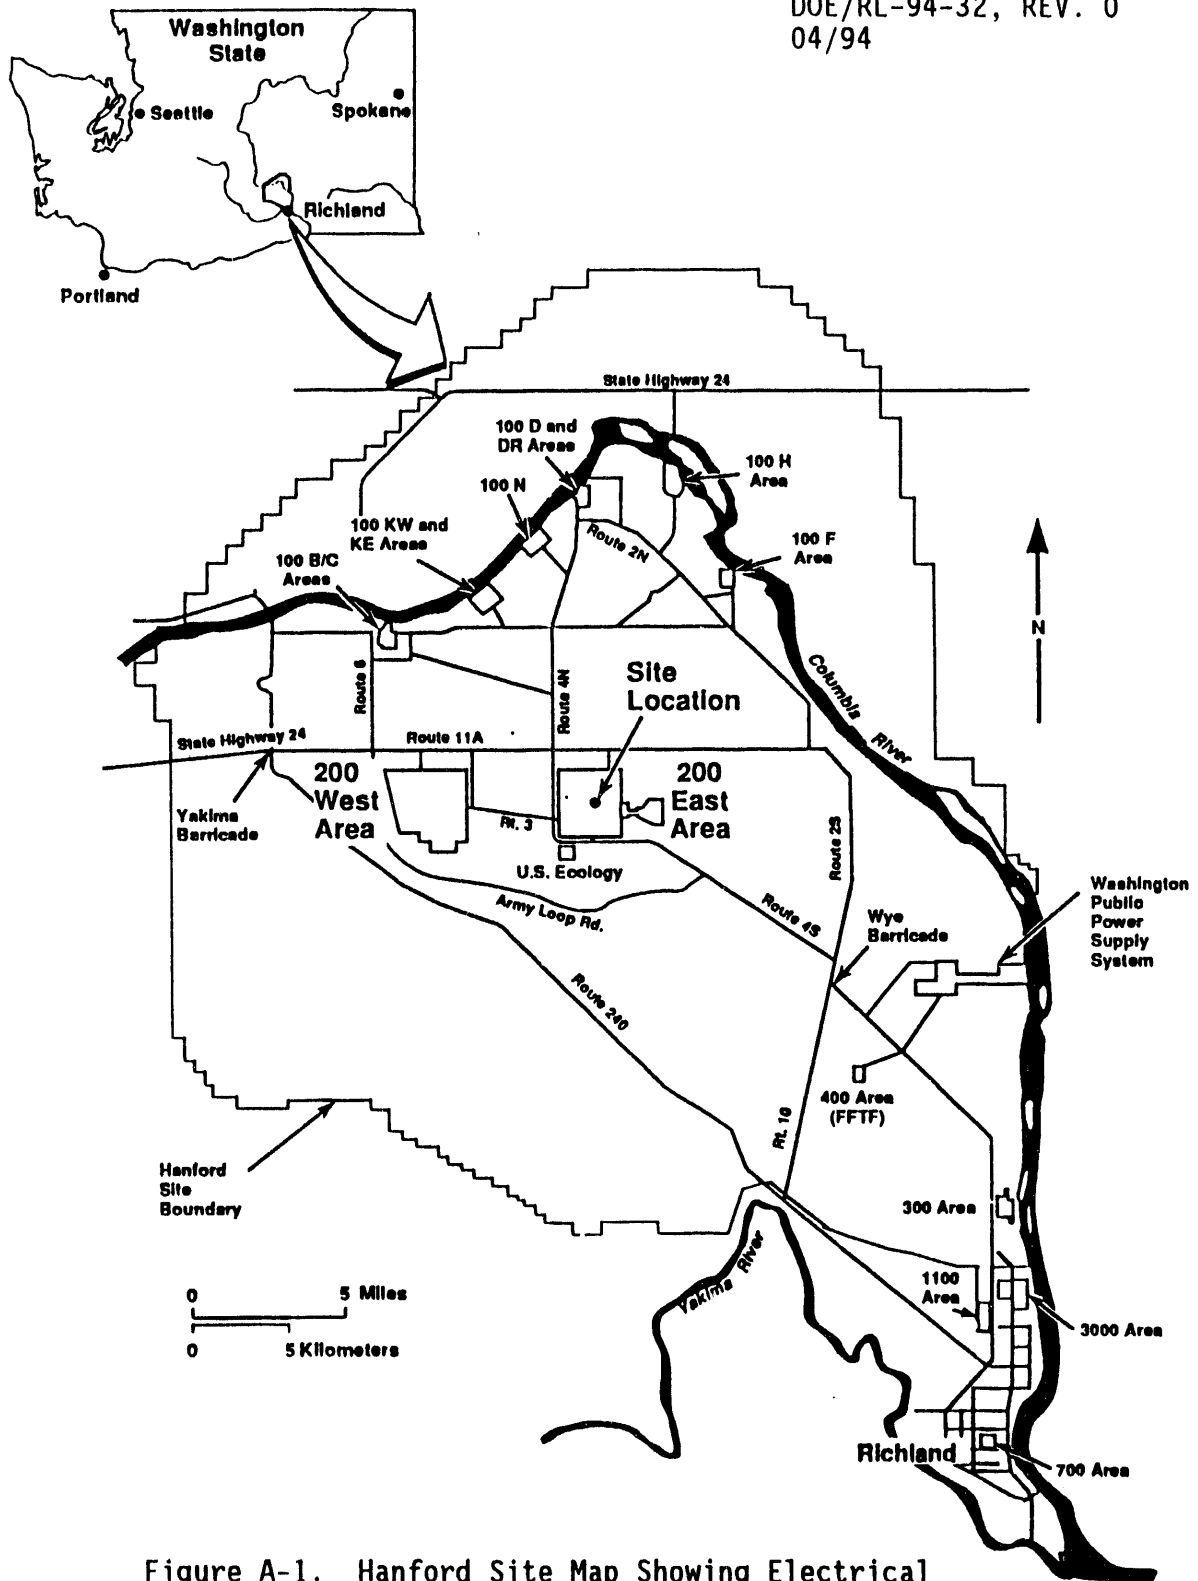 DOE/RL-94-32, REV. 0
04/94
Washington
State
Seattle
Spokane
Richland
Portland
State Highway 24
100 D and
DR Areas
100 H
Area
100 N
100 KW and
KE Areas
Route 2N
100 F
Area
100 B/C
Areas
N
Site
Location
Route 6
Route 4N
Columbia
River
State Highway 24
Route 11A
200
West
Area
200
East
Area
Yakima
Barricade
Rt. 3
Route 2S
U.S. Ecology
Army Loop Rd.
Route 4S
Wye
Barricade
Washington
Public
Power
Supply
System
Route 240
400 Area
(FFTF)
Rt. 10
Hanford
Site
Boundary
300 Area
Yakima River
1100
Area
3000 Area
0 5 Miles
0 5 Kilometers
Richland
700 Area
Figure A-1. Hanford Site Map Showing Electrical